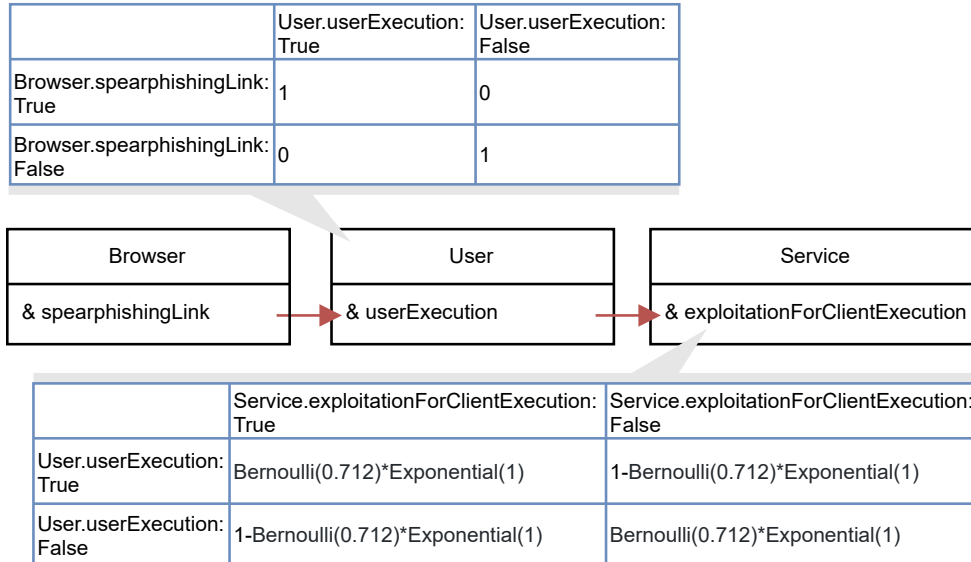 User.userExecution: User.userExecution:
True False
Browser.spearphishingLink:
True
1 0
Browser.spearphishingLink:
False
0 1
Browser User Service
& spearphishingLink & userExecution & exploitationForClientExecution
Service.exploitationForClientExecution: Service.exploitationForClientExecution:
True False
User.userExecution:
True
Bernoulli(0.712)*Exponential(1) 1-Bernoulli(0.712)*Exponential(1)
User.userExecution:
False
1-Bernoulli(0.712)*Exponential(1) Bernoulli(0.712)*Exponential(1)